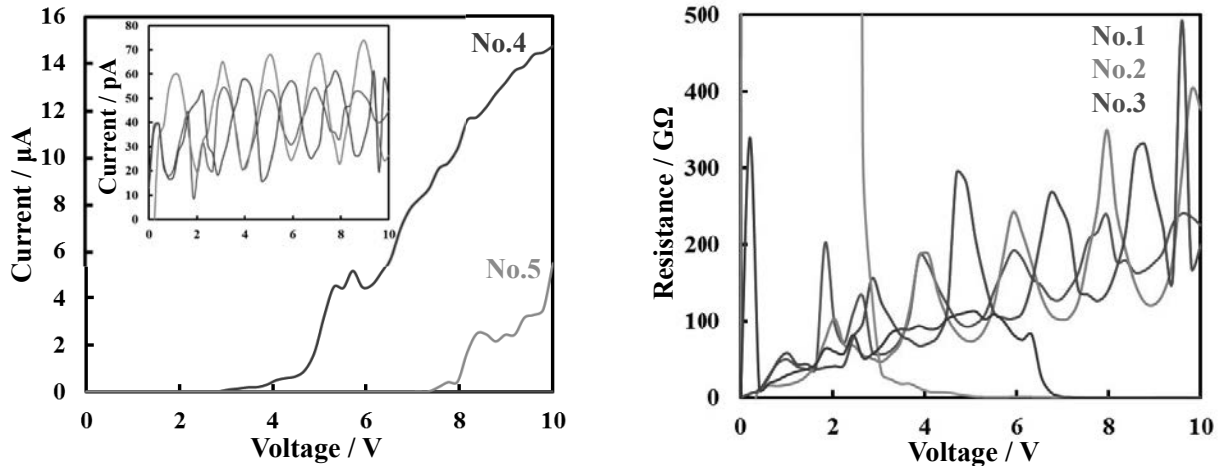 16
14
12
10
8
6
4
2
0
Current / μA
0 2 4 6 8 10
Voltage / V
80
70
60
50
40
30
20
10
0
Current / pA
0 2 4 6 8 10
No.4
No.5
500
400
300
200
100
0
Resistance / GΩ
0 2 4 6 8 10
Voltage / V
No.1
No.2
No.3